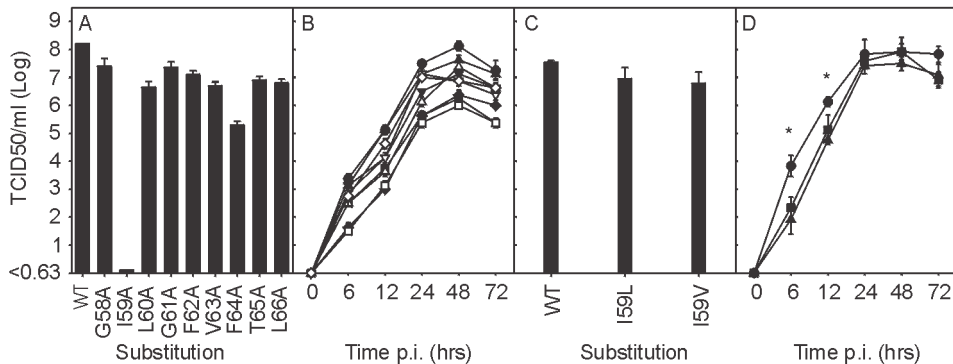 A
B
C
D
TCID50/ml (Log)
9
8
7
6
5
4
3
2
1
<0.63
WT
G58A
I59A
L60A
G61A
F62A
V63A
F64A
T65A
L66A
Substitution
0 6 12 24 48 72
Time p.i. (hrs)
WT
I59L
I59V
Substitution
* *
0 6 12 24 48 72
Time p.i. (hrs)